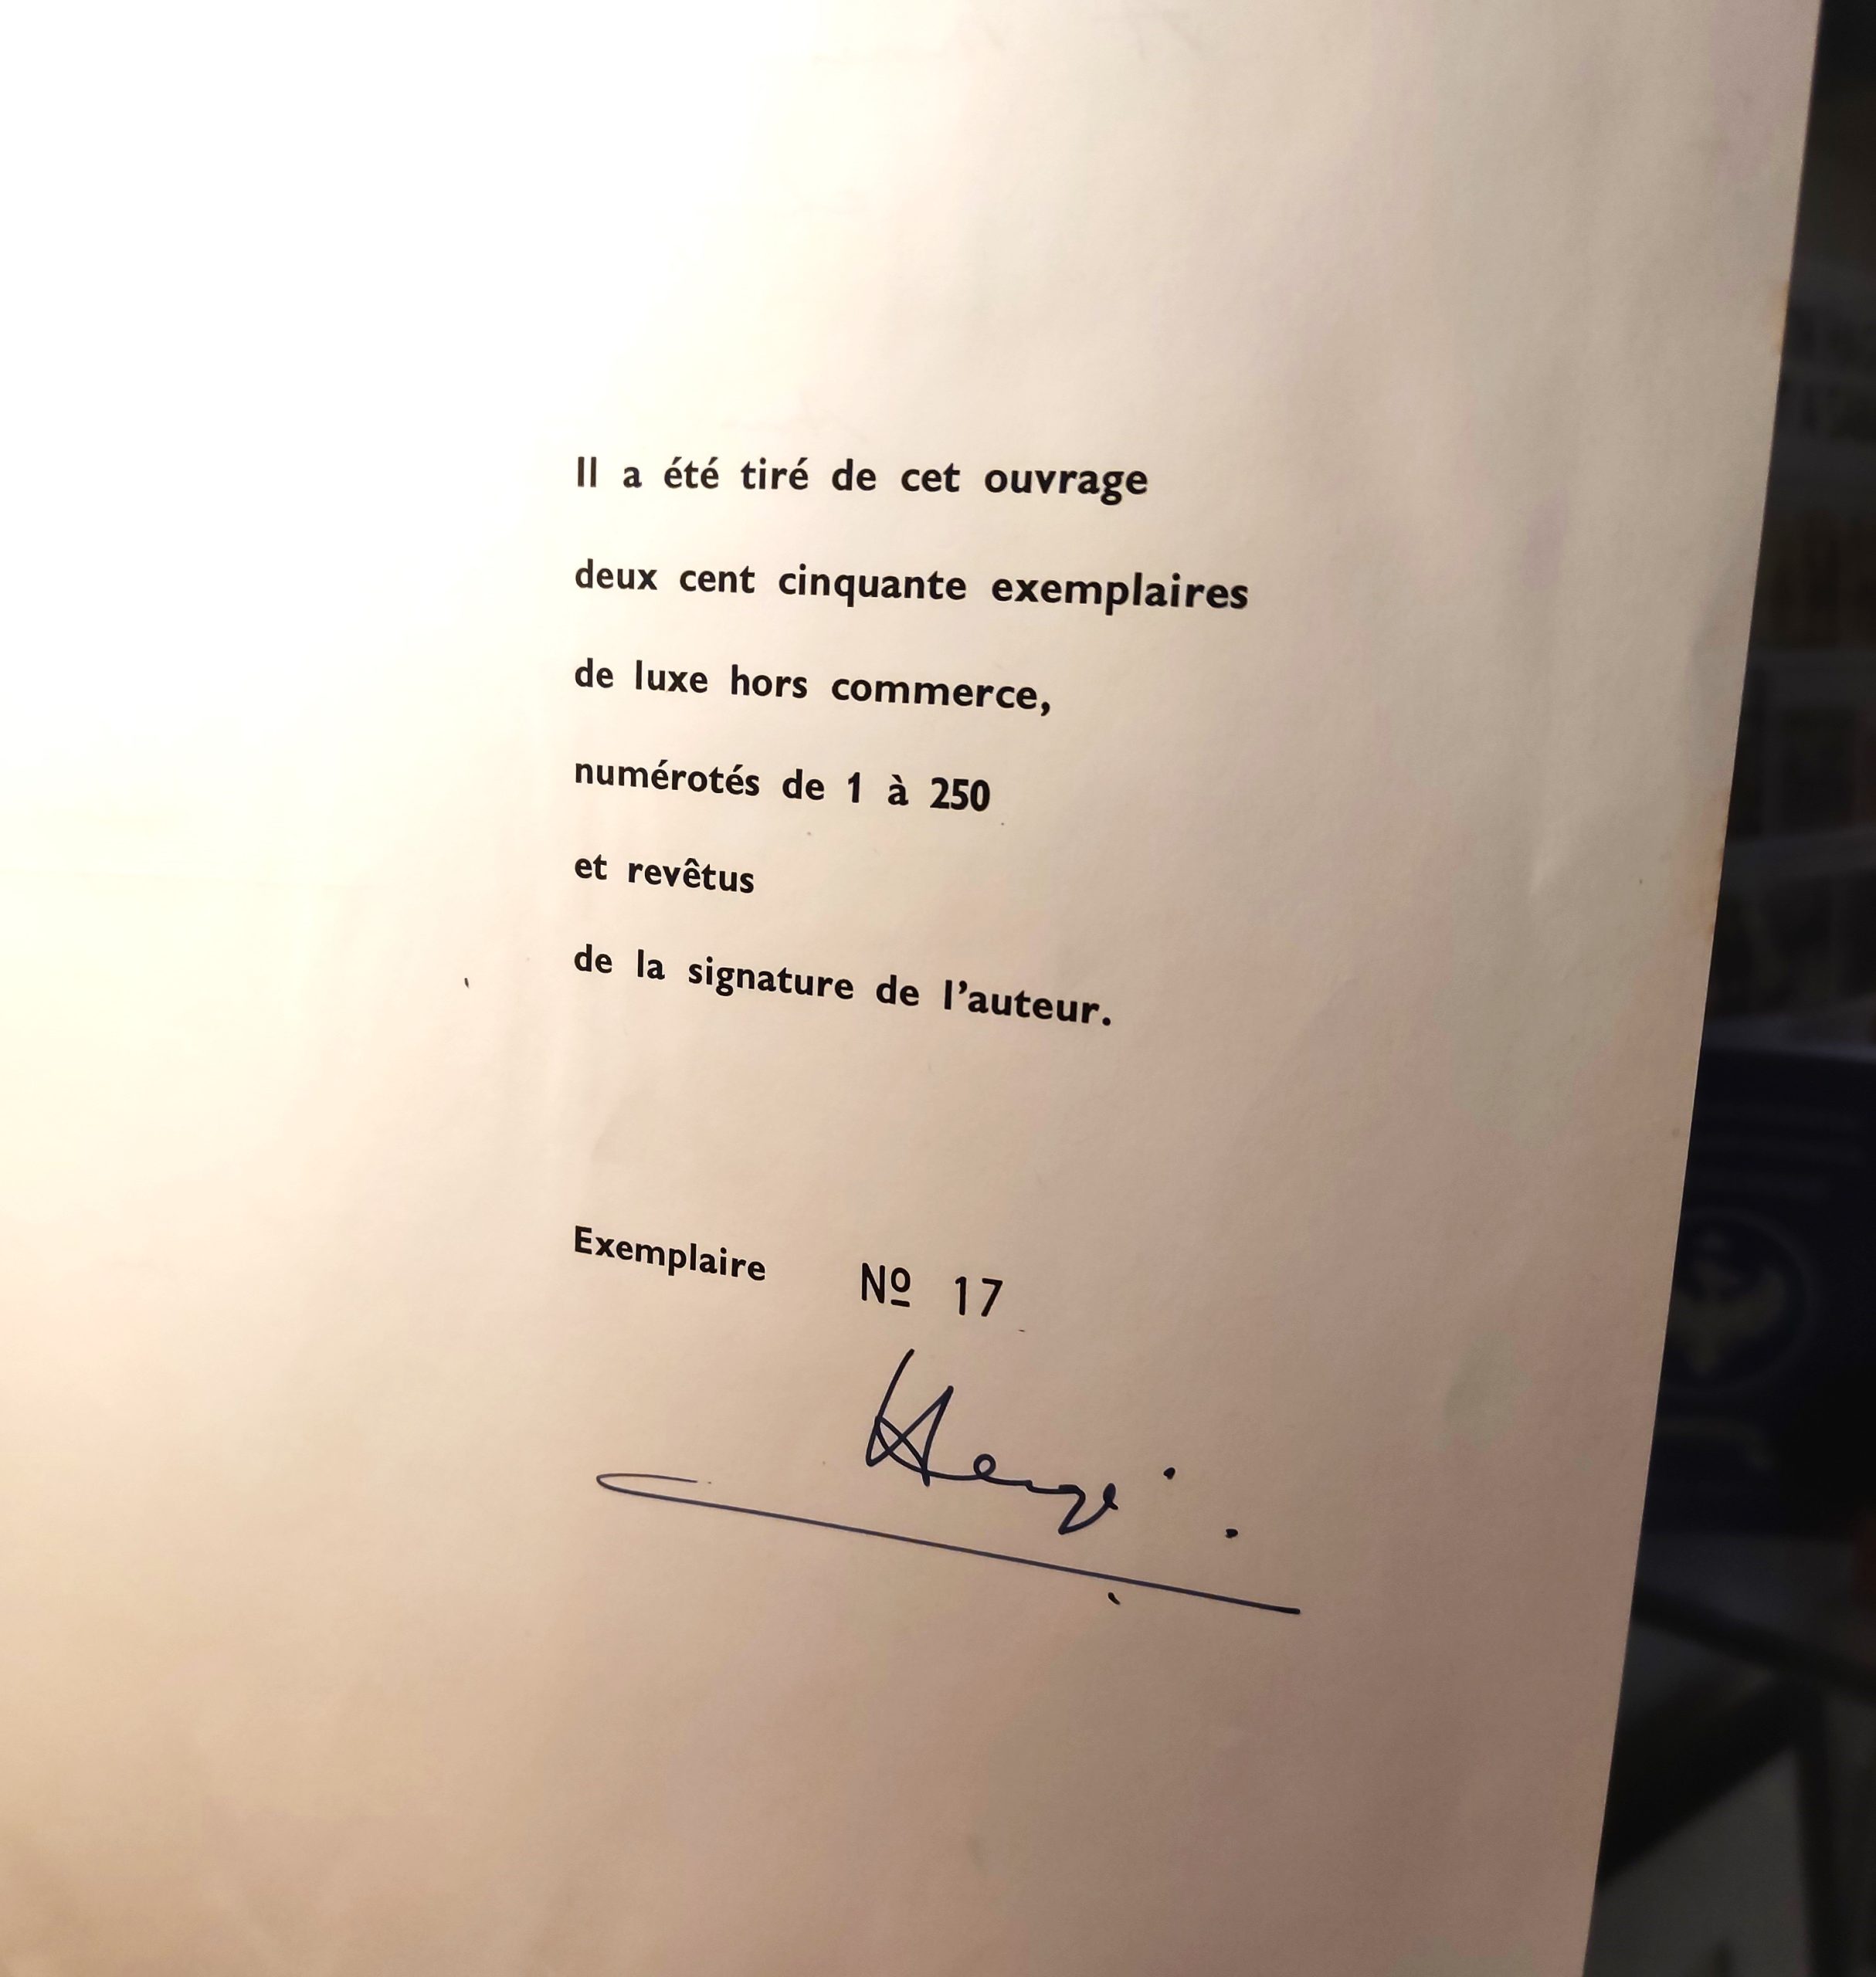 Il a été tiré de cet ouvrage
deux cent cinquante exemplaires
de luxe hors commerce,
numérotés de 1 à 250
et revêtus
de la signature de l'auteur.
Exemplaire Nº 17
Hergé